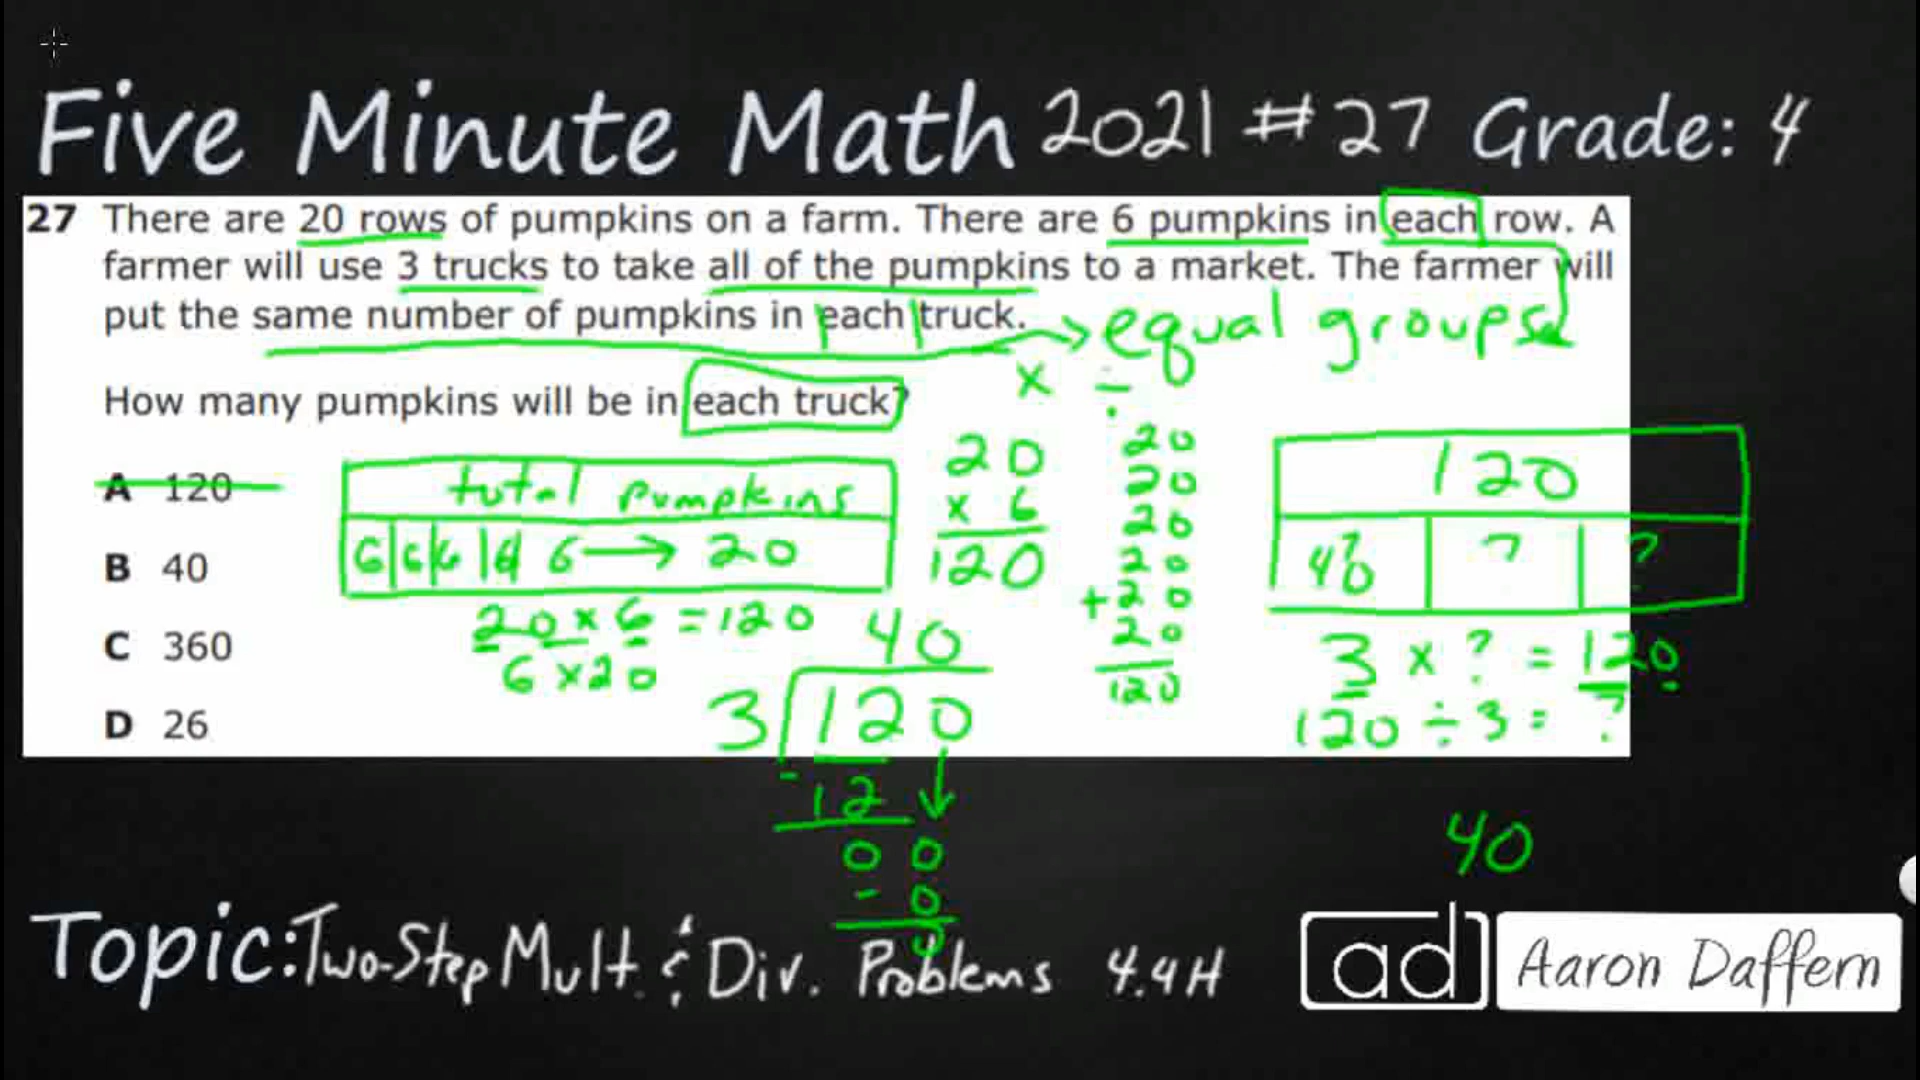 Five Minute Math 2021 #27 Grade: 4
27 There are 20 rows of pumpkins on a farm. There are 6 pumpkins in each row. A
farmer will use 3 trucks to take all of the pumpkins to a market. The farmer will
put the same number of pumpkins in each truck.
equal groups
x ÷
How many pumpkins will be in each truck?
A 120
B 40
C 360
D 26
total pumpkins
6 → 20
20 x 6 = 120
6 x 20
20
x 6
120
20
20
20
20
+20
20
120
120
40 ? ?
?
3 x ? = 120
120 ÷ 3 = ?
40
3 120
- 12
0 0
- 0
40
Topic: Two-Step Mult. & Div. Problems 4.4H
ad Aaron Daffern